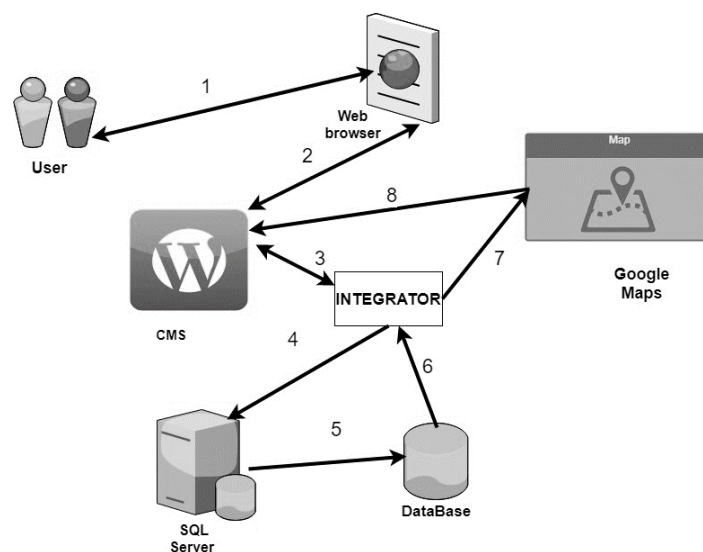 1
Web
browser
User
2
Map
8
3
7
Google
Maps
INTEGRATOR
CMS
4
6
5
DataBase
SQL
Server